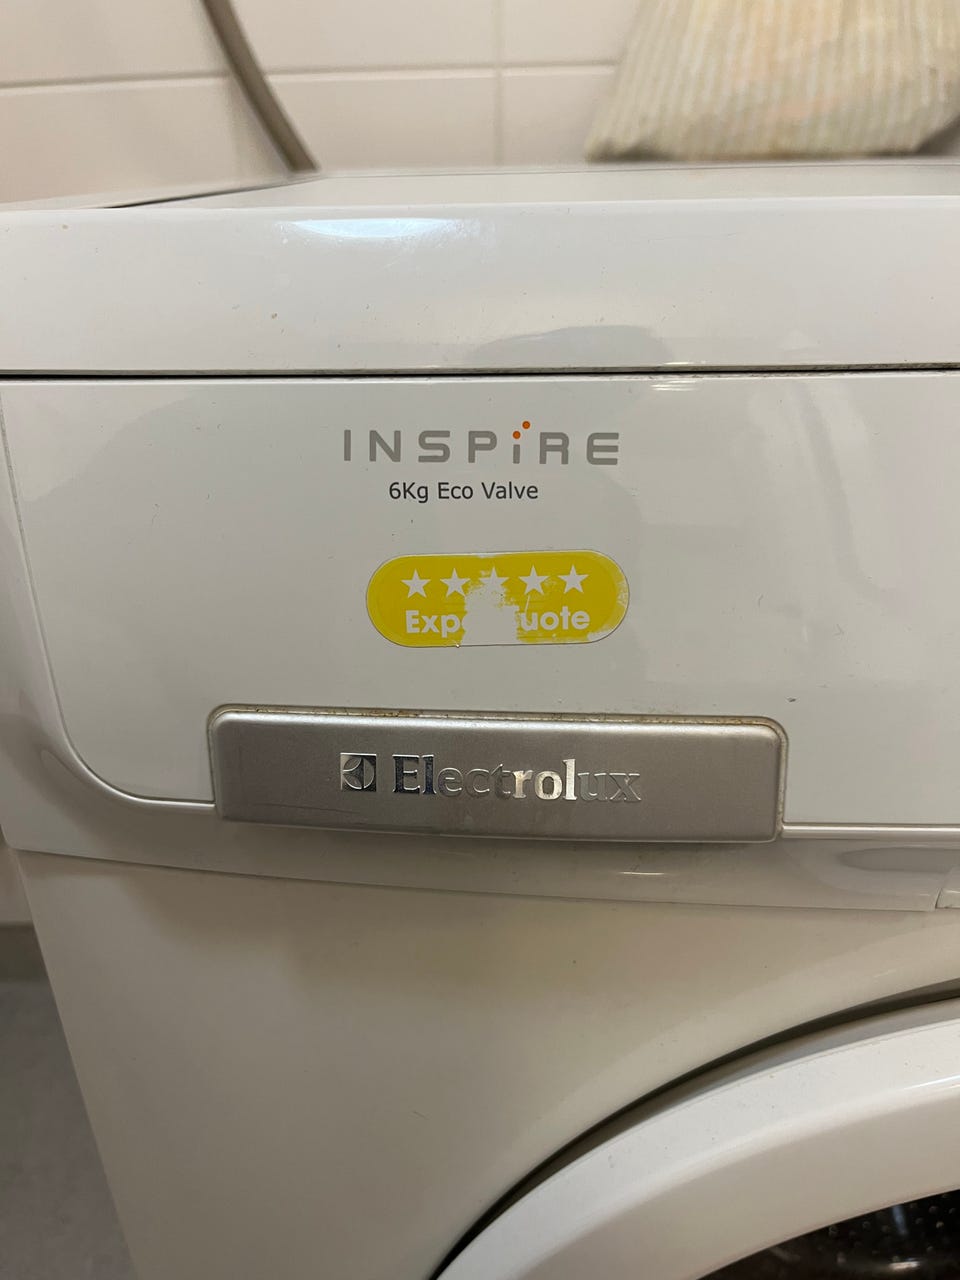 INSPiRE
6Kg Eco Valve
Electrolux